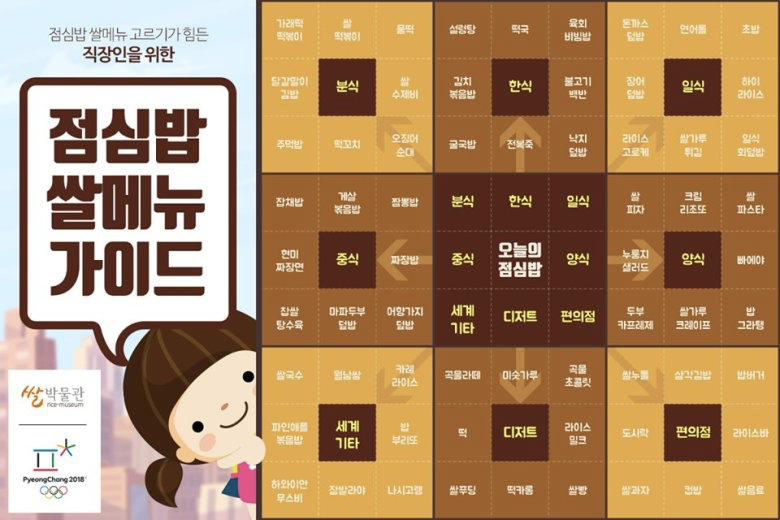 점심밥 쌀메뉴 고르기가 힘든
직장인을 위한
점심밥
쌀메뉴
가이드
쌀박물관
rice-museum
PyeongChang 2018
가래떡
떡볶이
쌀
떡볶이
물떡
달걀말이
김밥
분식
쌀
수제비
주먹밥
떡꼬치
오징어
순대
설렁탕
떡국
육회
비빔밥
김치
볶음밥
한식
불고기
백반
굴국밥
전복죽
낙지
덮밥
돈까스
덮밥
연어롤
초밥
장어
덮밥
일식
하이
라이스
라이스
고로케
쌀가루
튀김
일식
회덮밥
잡채밥
게살
볶음밥
짬뽕밥
현미
짜장면
중식
짜장밥
찹쌀
탕수육
마파두부
덮밥
어향가지
덮밥
분식
한식
일식
중식
오늘의
점심밥
양식
세계
기타
디저트
편의점
쌀
피자
크림
리조또
쌀
파스타
누룽지
샐러드
양식
빠에야
두부
카프레제
쌀가루
크레이프
밥
그라탱
쌀국수
월남쌈
카레
라이스
파인애플
볶음밥
세계
기타
밥
부리또
하와이안
무스비
잠발라야
나시고랭
곡물라떼
미숫가루
곡물
초콜릿
떡
디저트
라이스
밀크
쌀푸딩
떡카롱
쌀빵
쌀누들
삼각김밥
밥버거
도시락
편의점
라이스바
쌀과자
컵밥
쌀음료